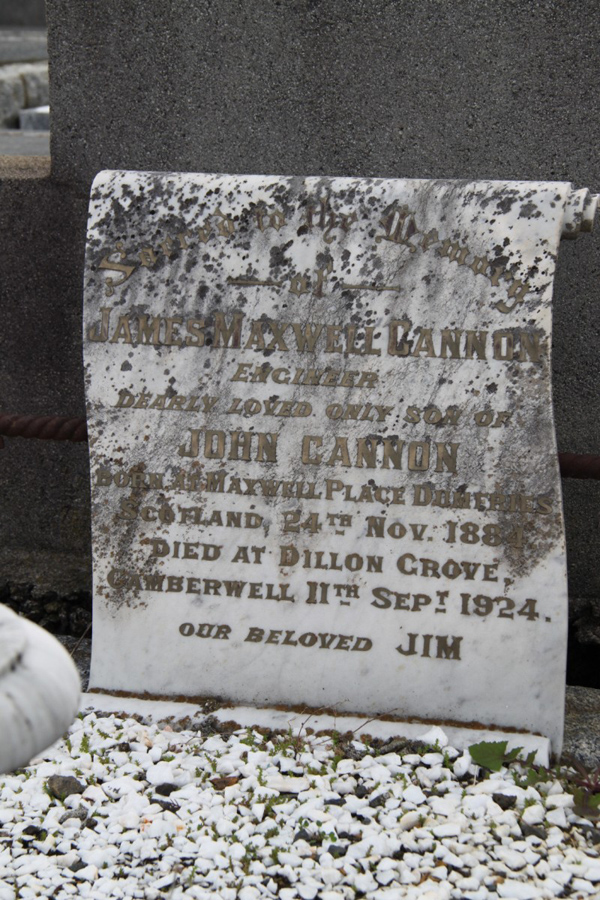 Sacred to the Memory
of
JAMES MAXWELL CANNON
ENGINEER
DEARLY LOVED ONLY SON OF
JOHN CANNON
BORN AT MAXWELL PLACE DUMFRIES
SCOTLAND, 24TH NOV. 1884
DIED AT DILLON GROVE,
CAMBERWELL 11TH SEPT 1924.
OUR BELOVED JIM